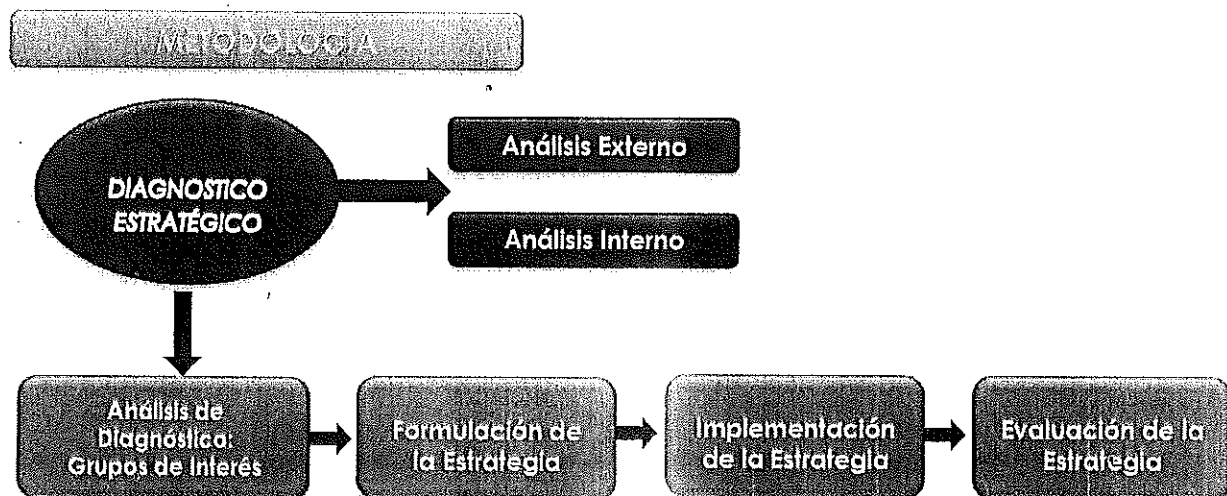 METODOLOGÍA
DIAGNOSTICO
ESTRATÉGICO
Análisis Externo
Análisis Interno
Análisis de
Diagnóstica:
Grupos de Interés
Formulación de
la Estrategia
Implementación
de la Estrategia
Evaluación de la
Estrategia